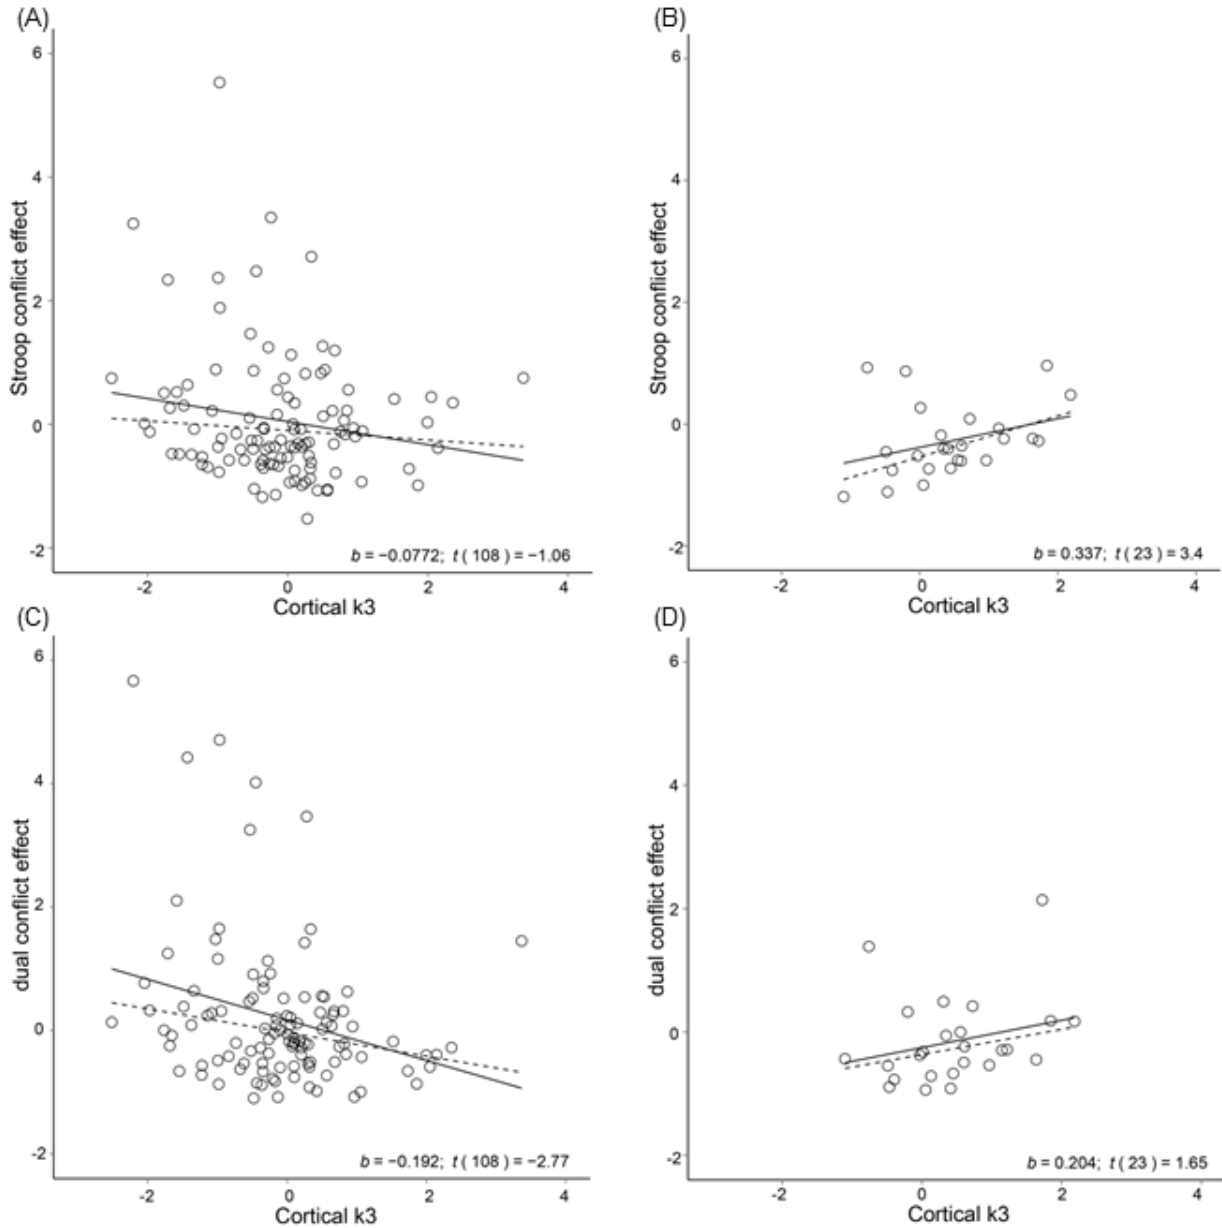 (A)
6
4
2
0
-2
Stroop conflict effect
b = −0.0772; t ( 108 ) = −1.06
-2
0
2
4
Cortical k3
(B)
6
4
2
0
-2
Stroop conflict effect
b = 0.337; t ( 23 ) = 3.4
-2
0
2
4
Cortical k3
(C)
6
4
2
0
-2
dual conflict effect
b = −0.192; t ( 108 ) = −2.77
-2
0
2
4
Cortical k3
(D)
6
4
2
0
-2
dual conflict effect
b = 0.204; t ( 23 ) = 1.65
-2
0
2
4
Cortical k3